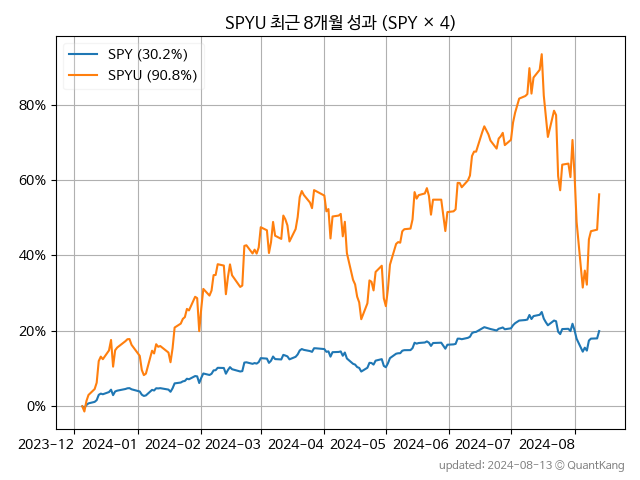 SPYU 최근 8개월 성과 (SPY × 4)
SPY (30.2%)
SPYU (90.8%)
80%
60%
40%
20%
0%
2023-12 2024-01 2024-02 2024-03 2024-04 2024-05 2024-06 2024-07 2024-08
updated: 2024-08-13 © QuantKang